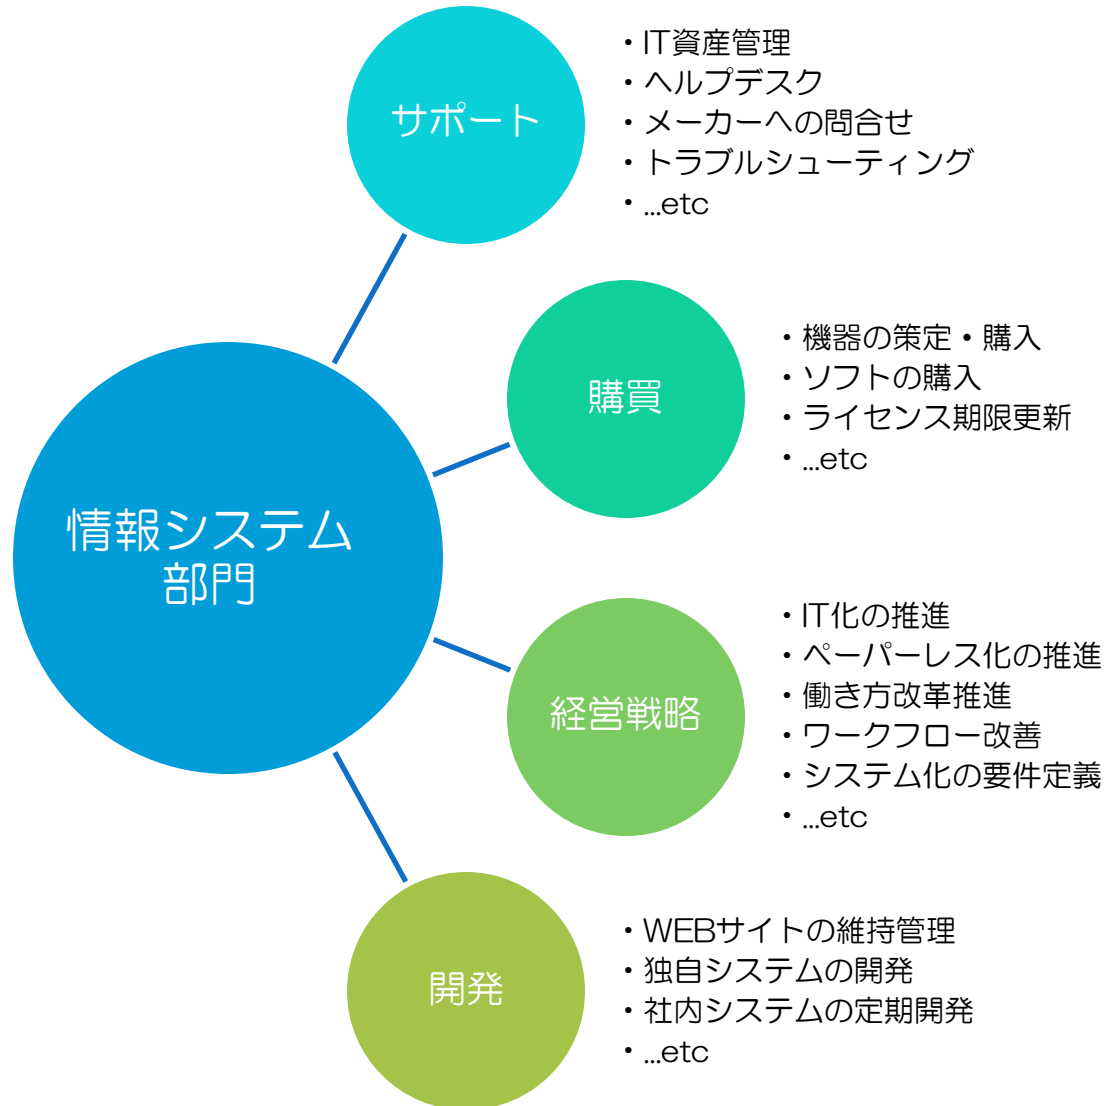 サポート
・IT資産管理
・ヘルプデスク
・メーカーへの問合せ
・トラブルシューティング
・...etc
購買
・機器の策定・購入
・ソフトの購入
・ライセンス期限更新
・...etc
情報システム
部門
経営戦略
・IT化の推進
・ペーパーレス化の推進
・働き方改革推進
・ワークフロー改善
・システム化の要件定義
・...etc
開発
・WEBサイトの維持管理
・独自システムの開発
・社内システムの定期開発
・...etc